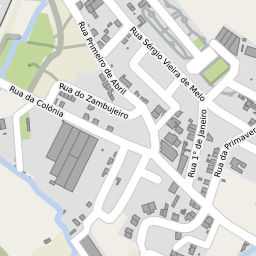 Rua Primeiro de Abril
Rua Sérgio Vieira de Melo
Rua do Zambujeiro
Rua da Colónia
Rua 1º de Janeiro
Rua da Primaver